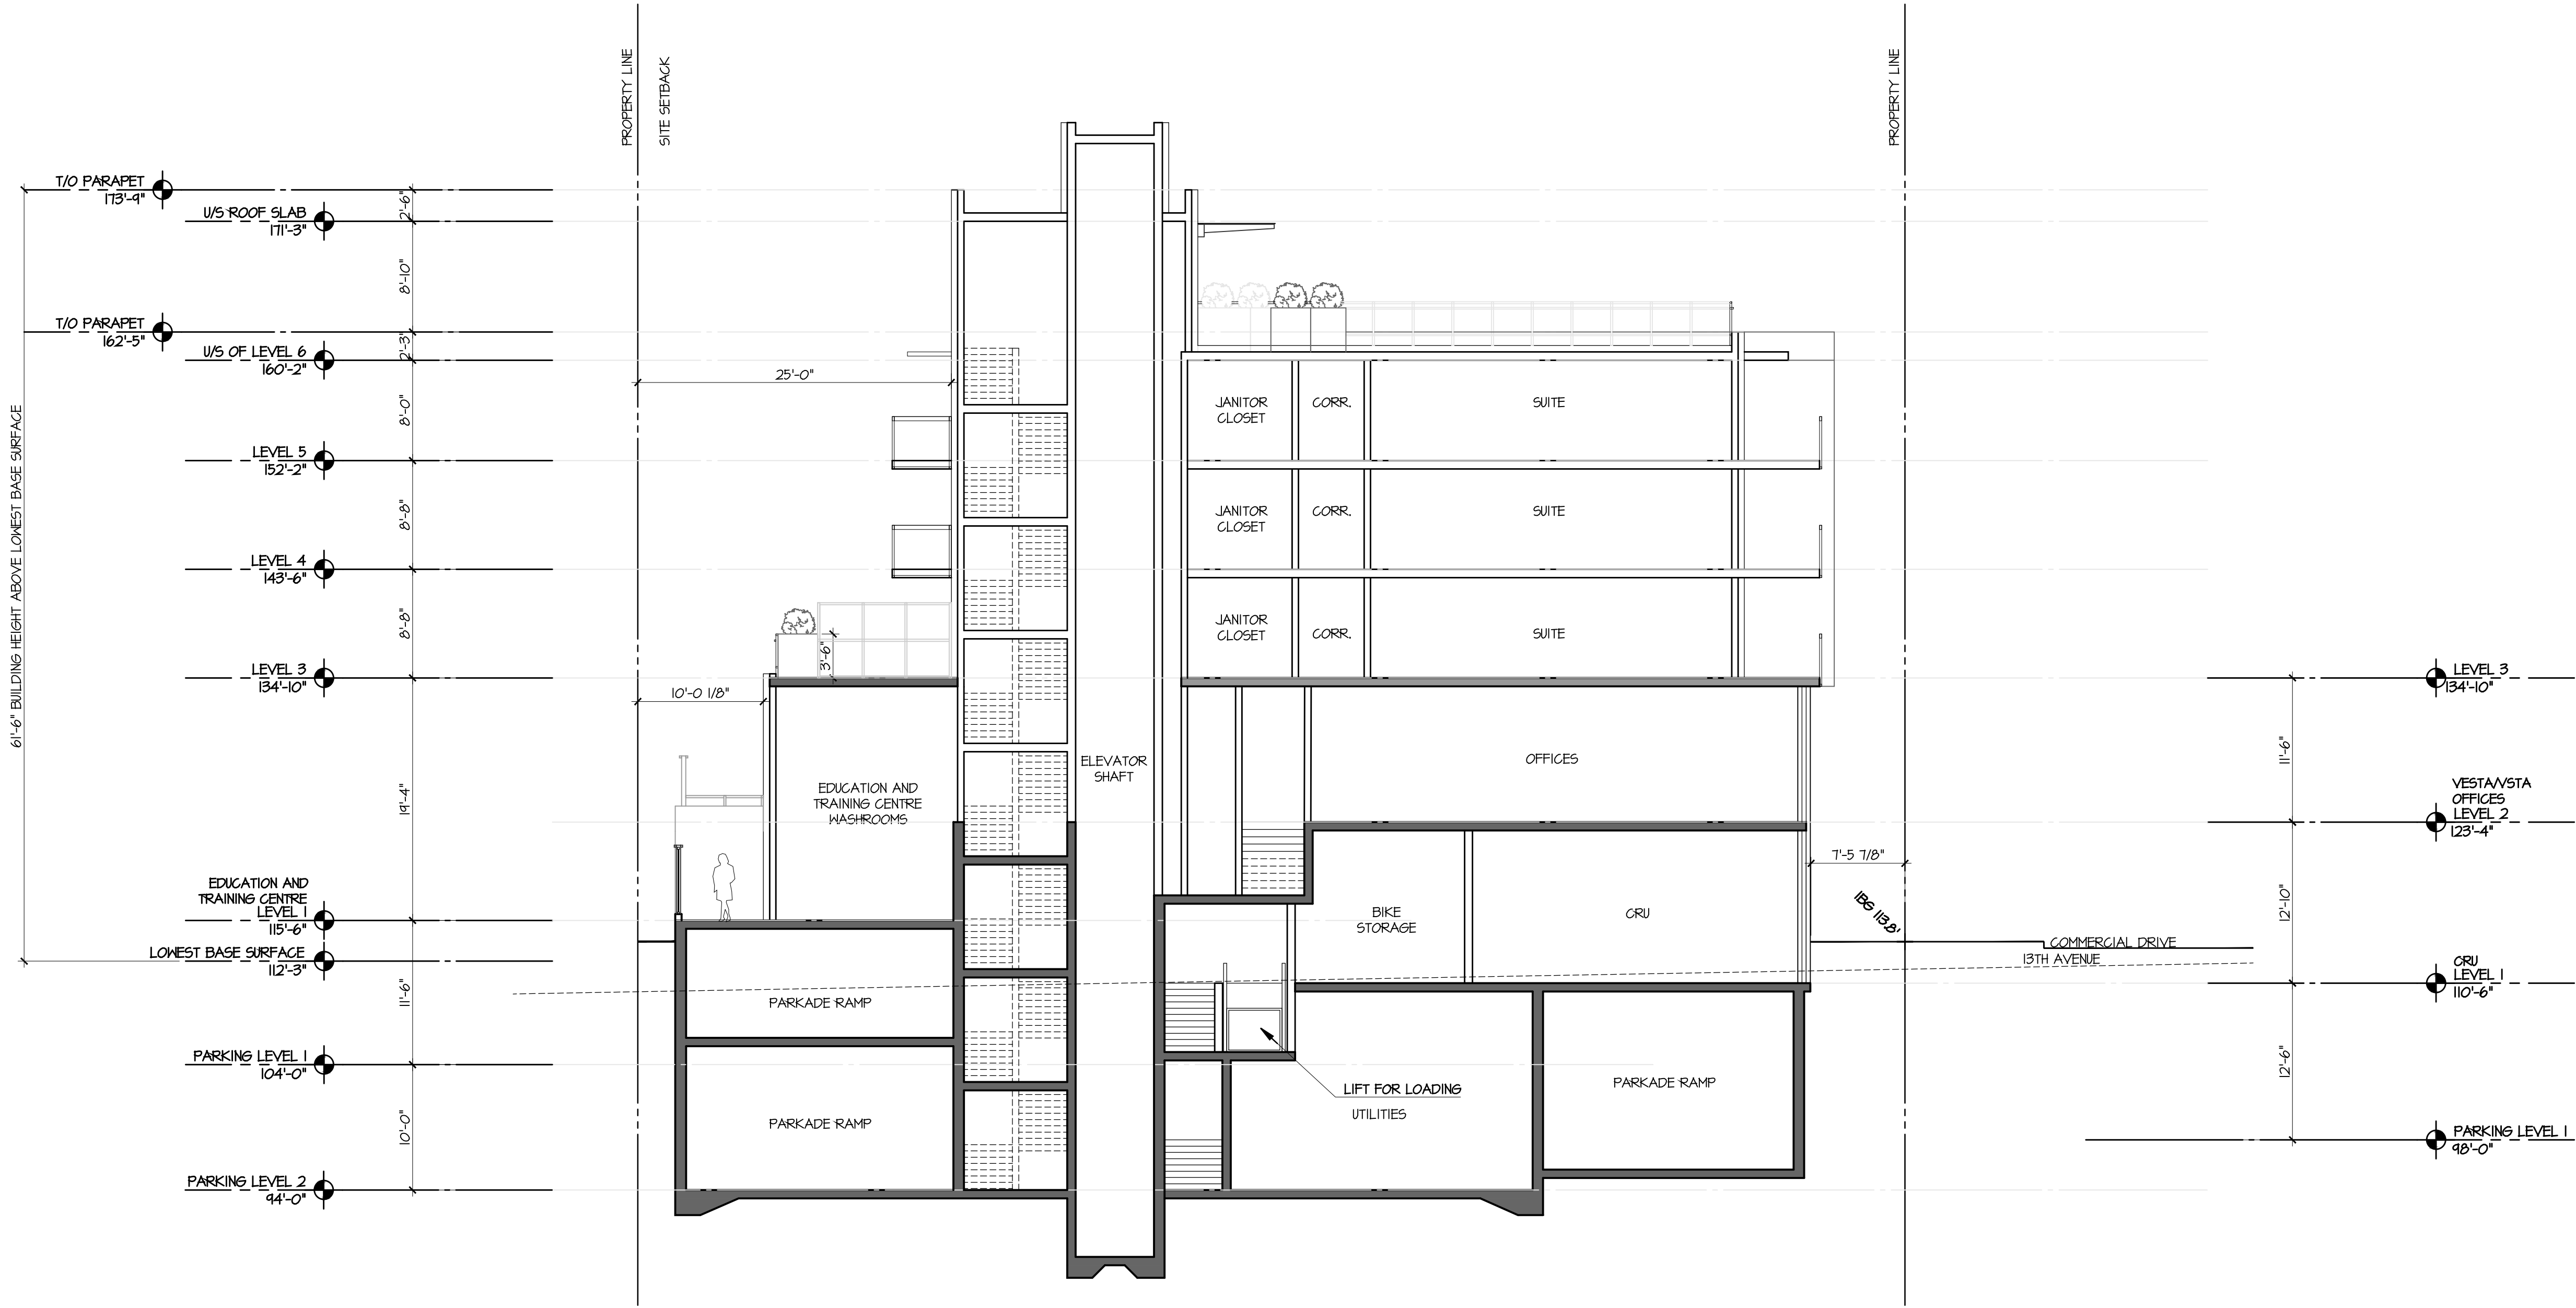 PROPERTY LINE
SITE SETBACK
PROPERTY LINE
T/O PARAPET
173'-9"
U/S ROOF SLAB
171'-3"
T/O PARAPET
162'-5"
U/S OF LEVEL 6
160'-2"
LEVEL 5
152'-2"
LEVEL 4
143'-6"
LEVEL 3
134'-10"
EDUCATION AND
TRAINING CENTRE
LEVEL 1
115'-6"
LOWEST BASE SURFACE
112'-3"
PARKING LEVEL 1
104'-0"
PARKING LEVEL 2
94'-0"
61'-6" BUILDING HEIGHT ABOVE LOWEST BASE SURFACE
2'-6"
8'-10"
2'-3"
8'-0"
8'-8"
8'-8"
19'-4"
11'-6"
10'-0"
25'-0"
10'-0 1/8"
3'-6"
EDUCATION AND
TRAINING CENTRE
WASHROOMS
PARKADE RAMP
PARKADE RAMP
ELEVATOR
SHAFT
JANITOR
CLOSET
CORR.
SUITE
JANITOR
CLOSET
CORR.
SUITE
JANITOR
CLOSET
CORR.
SUITE
OFFICES
BIKE
STORAGE
CRU
LIFT FOR LOADING
UTILITIES
PARKADE RAMP
7'-5 7/8"
IBG 113.8'
COMMERCIAL DRIVE
13TH AVENUE
11'-6"
12'-10"
12'-6"
LEVEL 3
134'-10"
VESTA/VSTA
OFFICES
LEVEL 2
123'-4"
CRU
LEVEL 1
110'-6"
PARKING LEVEL 1
98'-0"